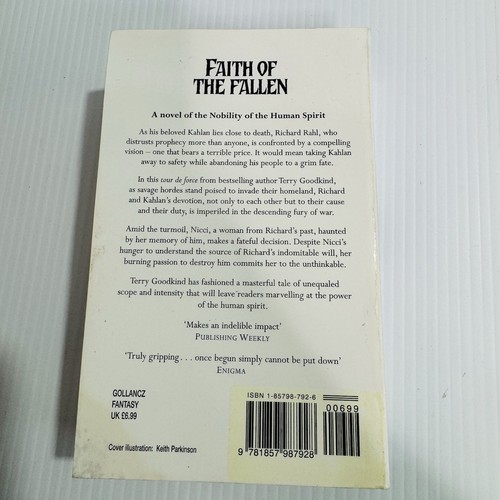 FAITH OF
THE FALLEN
A novel of the Nobility of the Human Spirit
As his beloved Kahlan lies close to death, Richard Rahl, who
distrusts prophecy more than anyone, is confronted by a compelling
vision – one that bears a terrible price. It would mean taking Kahlan
away to safety while abandoning his people to a grim fate.
In this tour de force from bestselling author Terry Goodkind,
as savage hordes stand poised to invade their homeland, Richard
and Kahlan's devotion, not only to each other but to their cause
and their duty, is imperiled in the descending fury of war.
Amid the turmoil, Nicci, a woman from Richard's past, haunted
by her memory of him, makes a fateful decision. Despite Nicci's
hunger to understand the source of Richard's indomitable will, her
burning passion to destroy him commits her to the unthinkable.
Terry Goodkind has fashioned a masterful tale of unequaled
scope and intensity that will leave readers marvelling at the power
of the human spirit.
'Makes an indelible impact'
PUBLISHING WEEKLY
'Truly gripping . . . once begun simply cannot be put down'
ENIGMA
GOLLANCZ
FANTASY
UK £6.99
Cover illustration: Keith Parkinson
ISBN 1-85798-792-6
00699
9 781857 987928